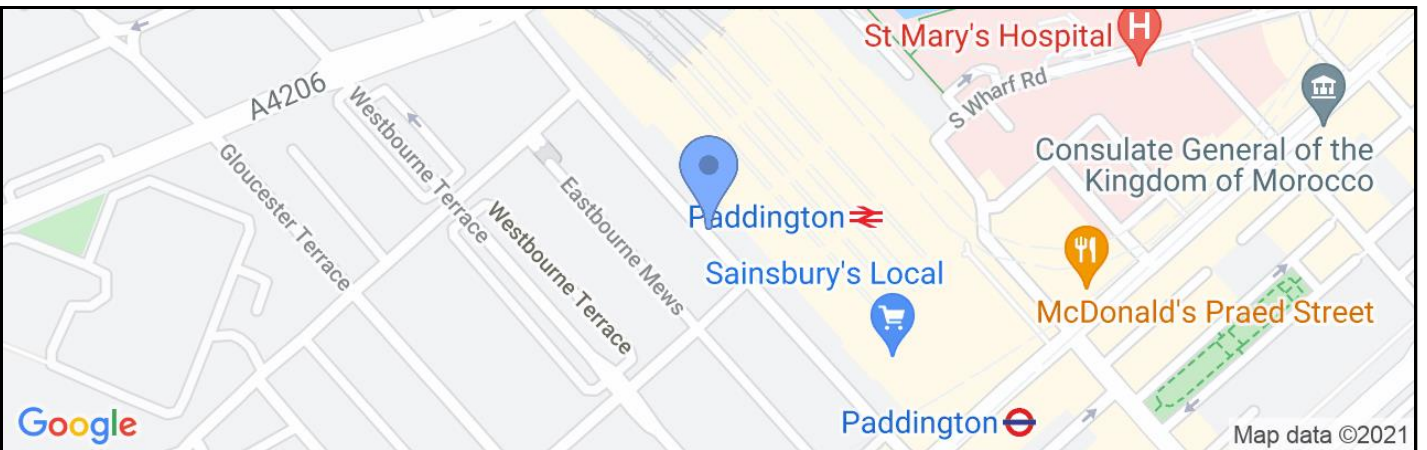 St Mary's Hospital
H
A4206
Westbourne Terrace
S Wharf Rd
Consulate General of the
Kingdom of Morocco
Gloucester Terrace
Eastbourne Mews
Westbourne Terrace
Paddington
Sainsbury's Local
McDonald's Praed Street
Google
Paddington
Map data ©2021